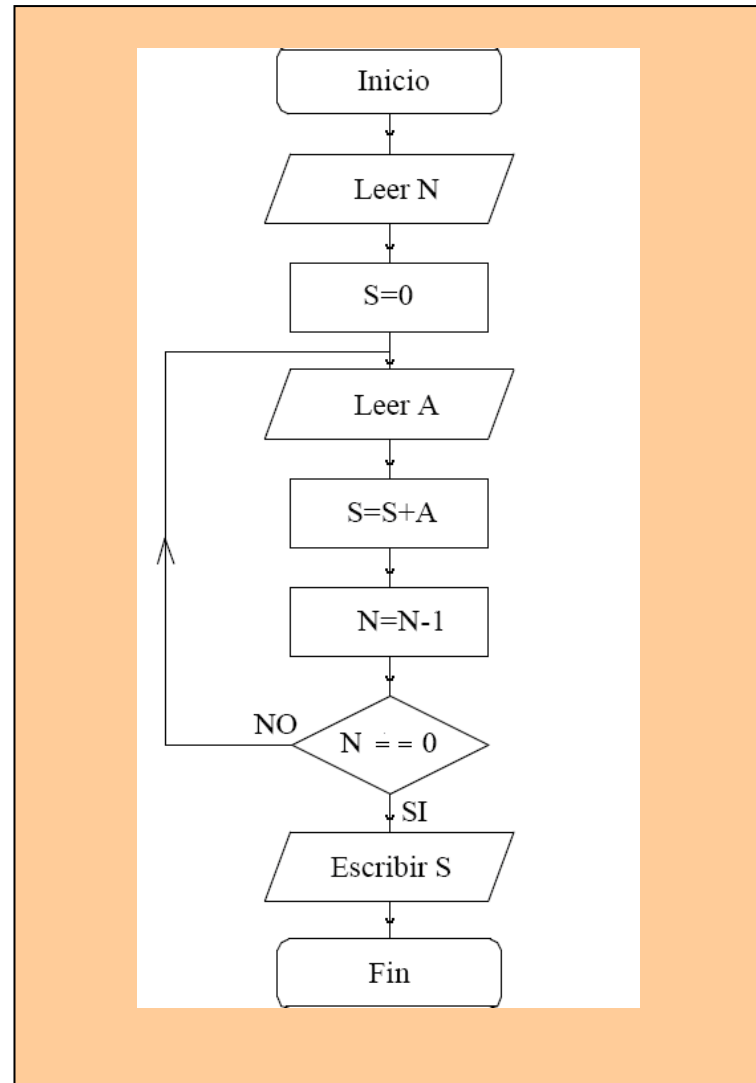 Inicio
Leer N
S=0
Leer A
S=S+A
N=N-1
NO
N = = 0
SI
Escribir S
Fin